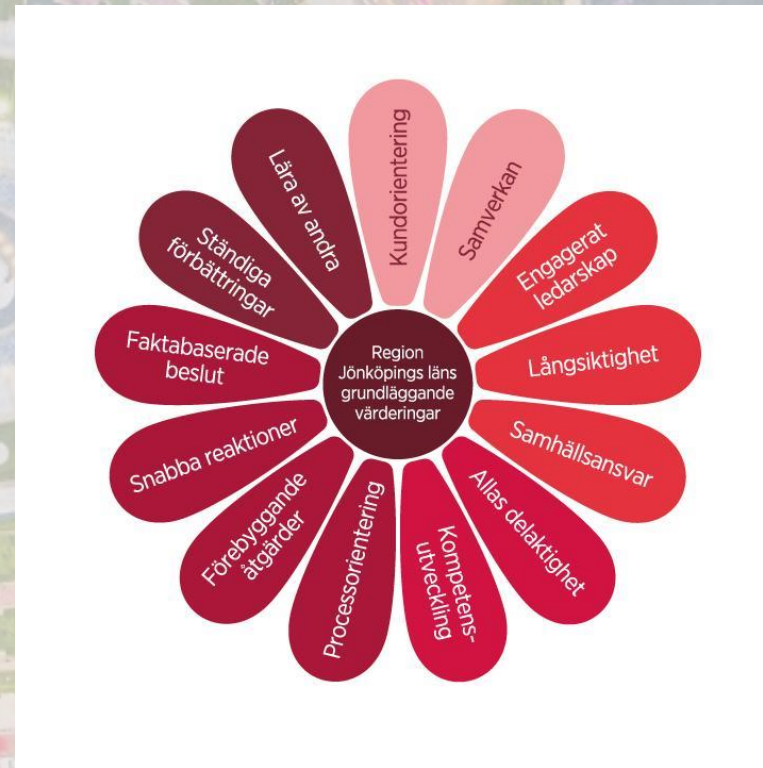 Region
Jönköpings läns
grundläggande
värderingar
Kundorientering
Samverkan
Engagerat
ledarskap
Långsiktighet
Samhällsansvar
Allas delaktighet
Kompetens-
utveckling
Processorientering
Förebyggande
åtgärder
Snabba reaktioner
Faktabaserade
beslut
Ständiga
förbättringar
Lära av andra